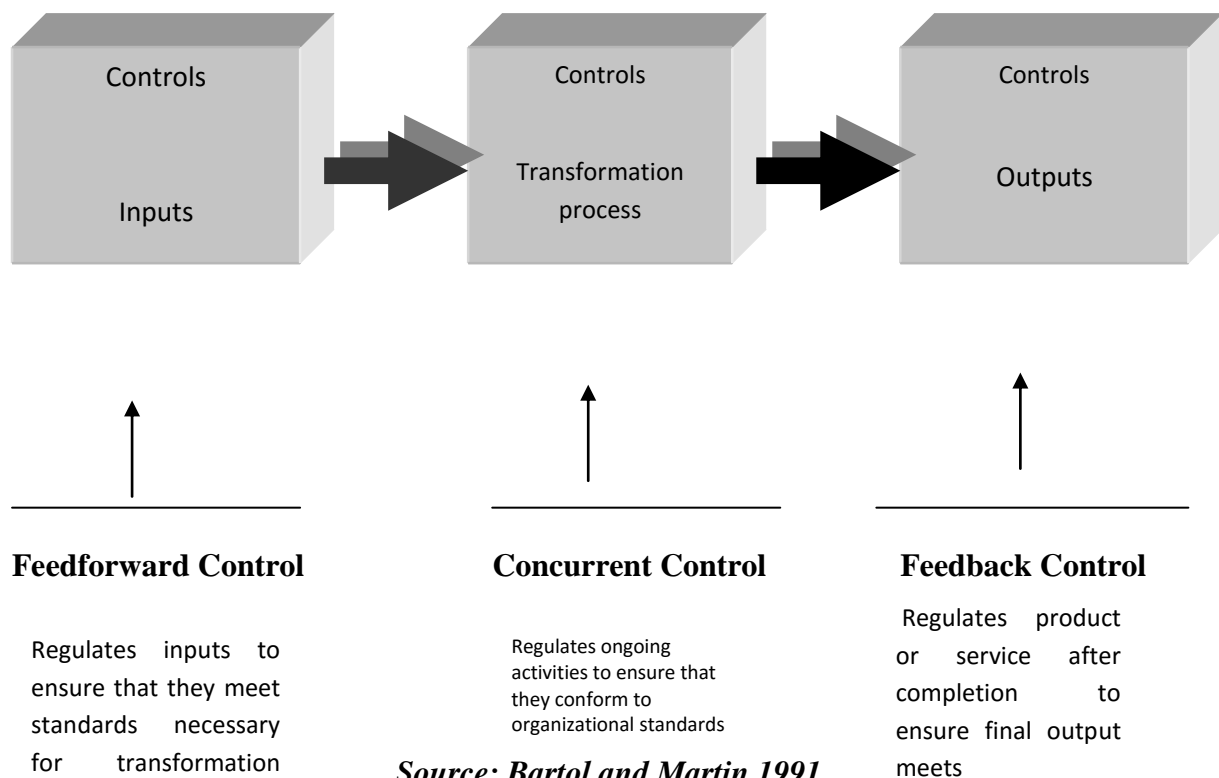 Controls
Inputs
Controls
Transformation
process
Controls
Outputs
Feedforward Control
Regulates inputs to
ensure that they meet
standards necessary
for transformation
Concurrent Control
Regulates ongoing
activities to ensure that
they conform to
organizational standards
Feedback Control
Regulates product
or service after
completion to
ensure final output
meets
Source: Bartol and Martin 1991